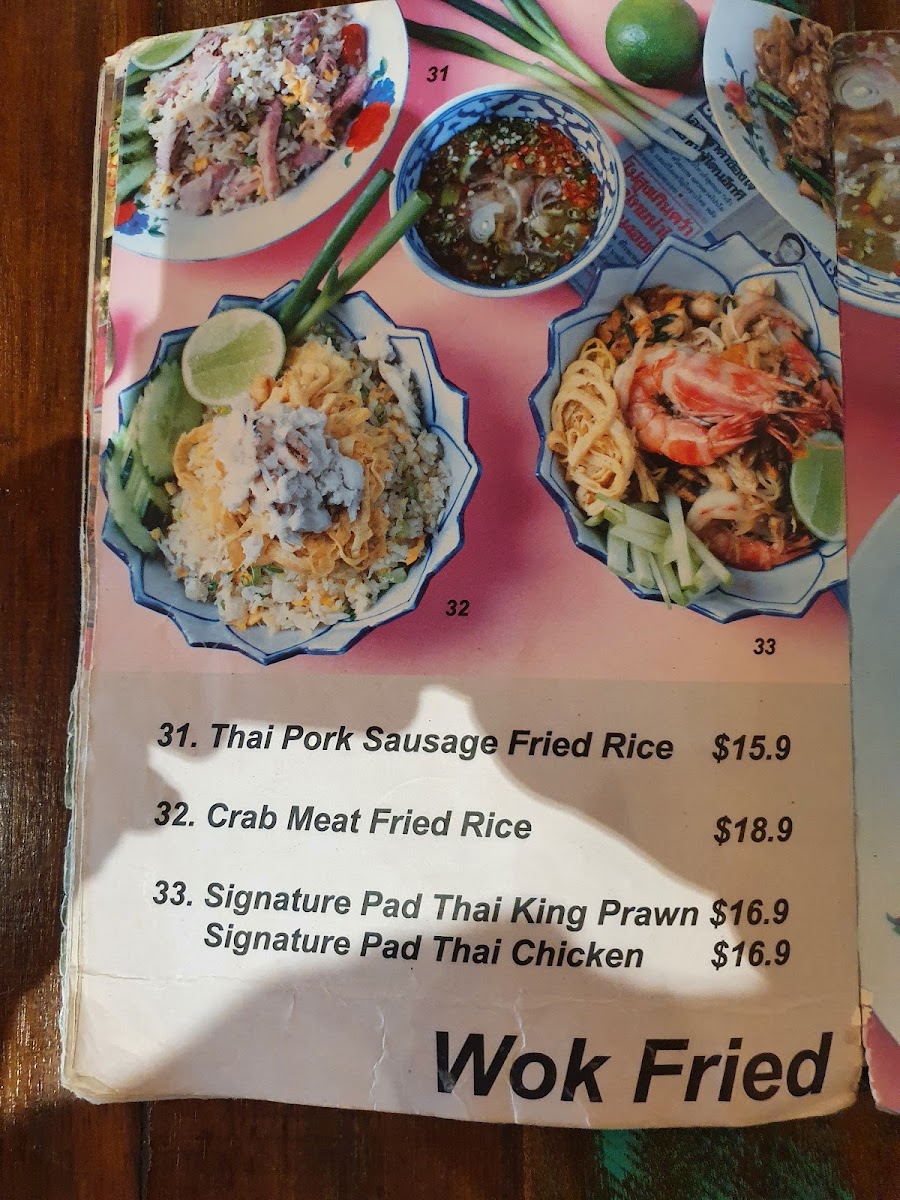 31
32
33
31. Thai Pork Sausage Fried Rice $15.9
32. Crab Meat Fried Rice $18.9
33. Signature Pad Thai King Prawn $16.9
Signature Pad Thai Chicken $16.9
Wok Fried